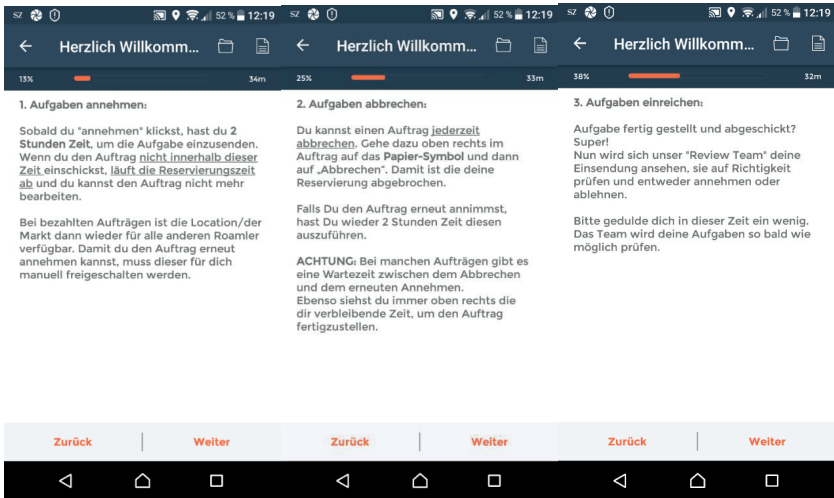 SZ 52 % 12:19
Herzlich Willkomm...
13% 34m
1. Aufgaben annehmen:
Sobald du "annehmen" klickst, hast du 2
Stunden Zeit, um die Aufgabe einzusenden.
Wenn du den Auftrag nicht innerhalb dieser
Zeit einschickst, läuft die Reservierungszeit
ab und du kannst den Auftrag nicht mehr
bearbeiten.
Bei bezahlten Aufträgen ist die Location/der
Markt dann wieder für alle anderen Roamler
verfügbar. Damit du den Auftrag erneut
annehmen kannst, muss dieser für dich
manuell freigeschalten werden.
Zurück Weiter
SZ 52 % 12:19
Herzlich Willkomm...
25% 33m
2. Aufgaben abbrechen:
Du kannst einen Auftrag jederzeit
abbrechen. Gehe dazu oben rechts im
Auftrag auf das Papier-Symbol und dann
auf „Abbrechen". Damit ist die deine
Reservierung abgebrochen.
Falls Du den Auftrag erneut annimmst,
hast Du wieder 2 Stunden Zeit diesen
auszuführen.
ACHTUNG: Bei manchen Aufträgen gibt es
eine Wartezeit zwischen dem Abbrechen
und dem erneuten Annehmen.
Ebenso siehst du immer oben rechts die
dir verbleibende Zeit, um den Auftrag
fertigzustellen.
Zurück Weiter
SZ 52 % 12:19
Herzlich Willkomm...
38% 32m
3. Aufgaben einreichen:
Aufgabe fertig gestellt und abgeschickt?
Super!
Nun wird sich unser "Review Team" deine
Einsendung ansehen, sie auf Richtigkeit
prüfen und entweder annehmen oder
ablehnen.
Bitte gedulde dich in dieser Zeit ein wenig.
Das Team wird deine Aufgaben so bald wie
möglich prüfen.
Zurück Weiter